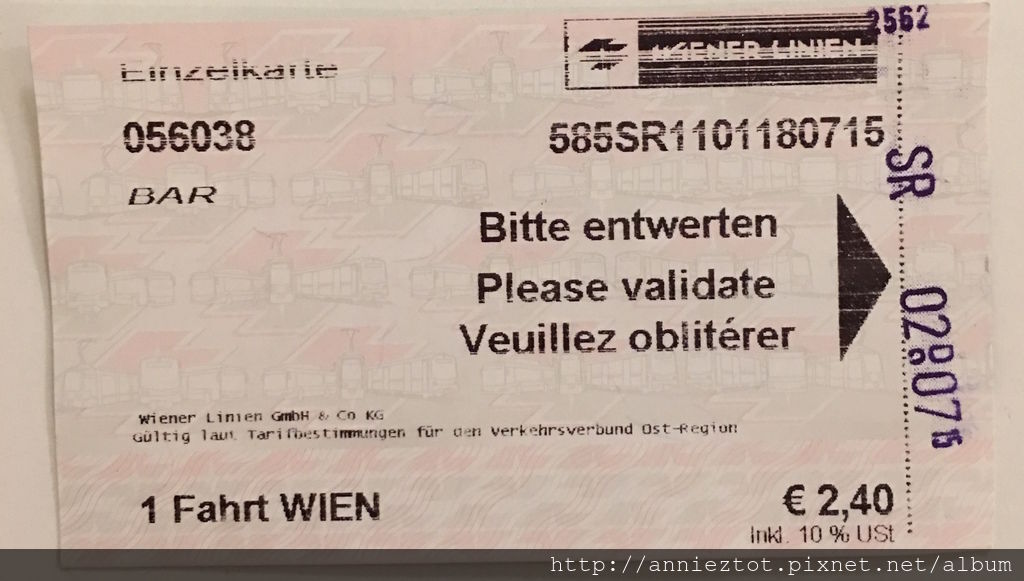 2562
WIENER LINIEN
Einzelkarte
056038
585SR1101180715
SR
BAR
Bitte entwerten
Please validate
Veuillez oblitérer
Wiener Linien GmbH & Co KG
Gültig laut Tarifbestimmungen für den Verkehrsverbund Ost-Region
1 Fahrt WIEN
€ 2,40
Inkl. 10 % USt
http://annieztot.pixnet.net/album